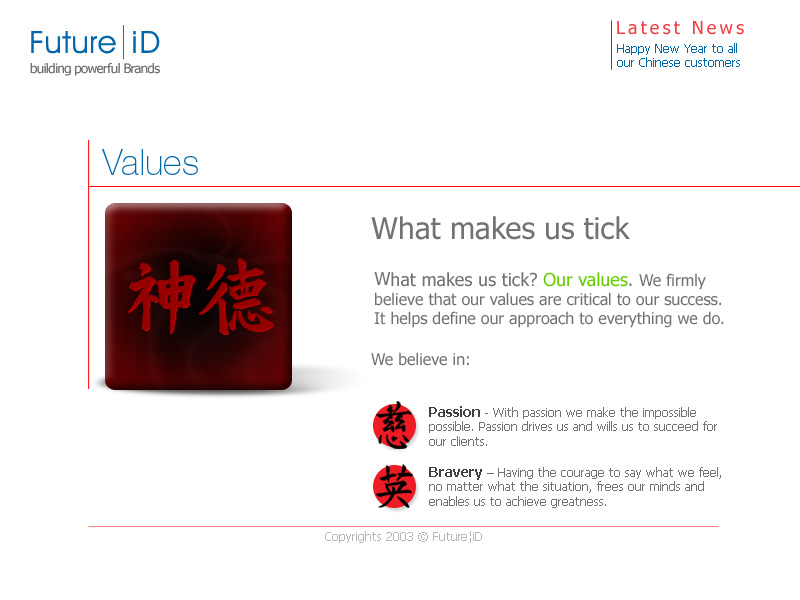 Future|iD
building powerful Brands
Latest News
Happy New Year to all
our Chinese customers
Values
神德
What makes us tick
What makes us tick? Our values. We firmly
believe that our values are critical to our success.
It helps define our approach to everything we do.
We believe in:
慈
Passion - With passion we make the impossible
possible. Passion drives us and wills us to succeed for
our clients.
英
Bravery – Having the courage to say what we feel,
no matter what the situation, frees our minds and
enables us to achieve greatness.
Copyrights 2003 © Future¦iD